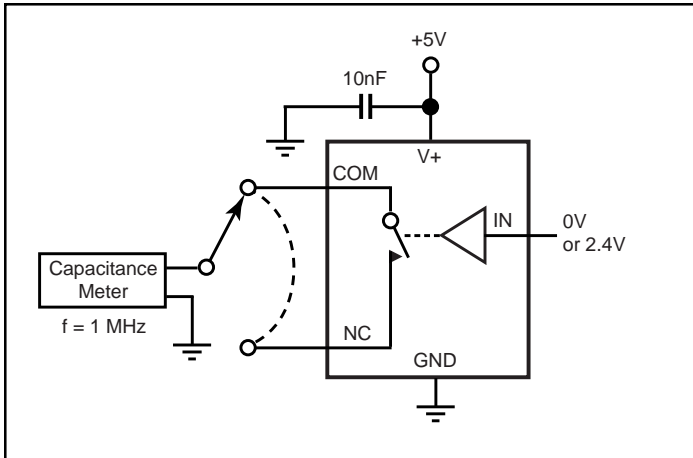 +5V
10nF
V+
COM
IN
0V
or 2.4V
Capacitance
Meter
f = 1 MHz
NC
GND